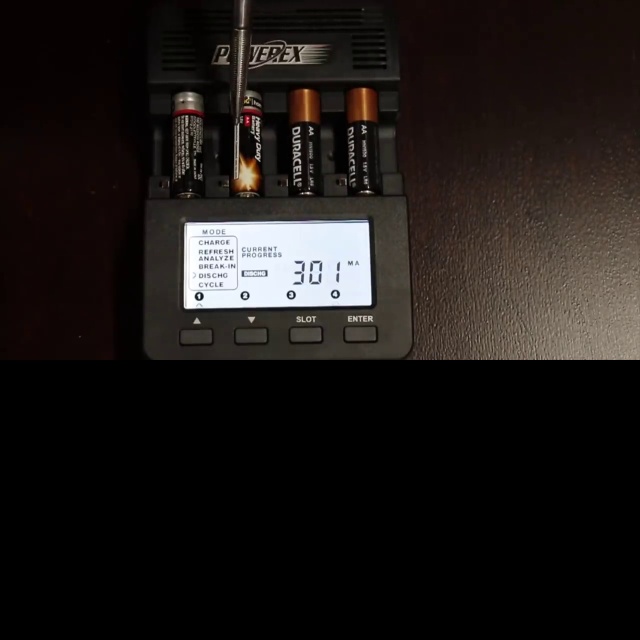 POWEREX
AA
DURACELL
AA
DURACELL
MODE
CHARGE
REFRESH
ANALYZE
BREAK-IN
DISCHG
CYCLE
CURRENT
PROGRESS
DISCHG
301 MA
1 2 3 4
▲ ▼ SLOT ENTER